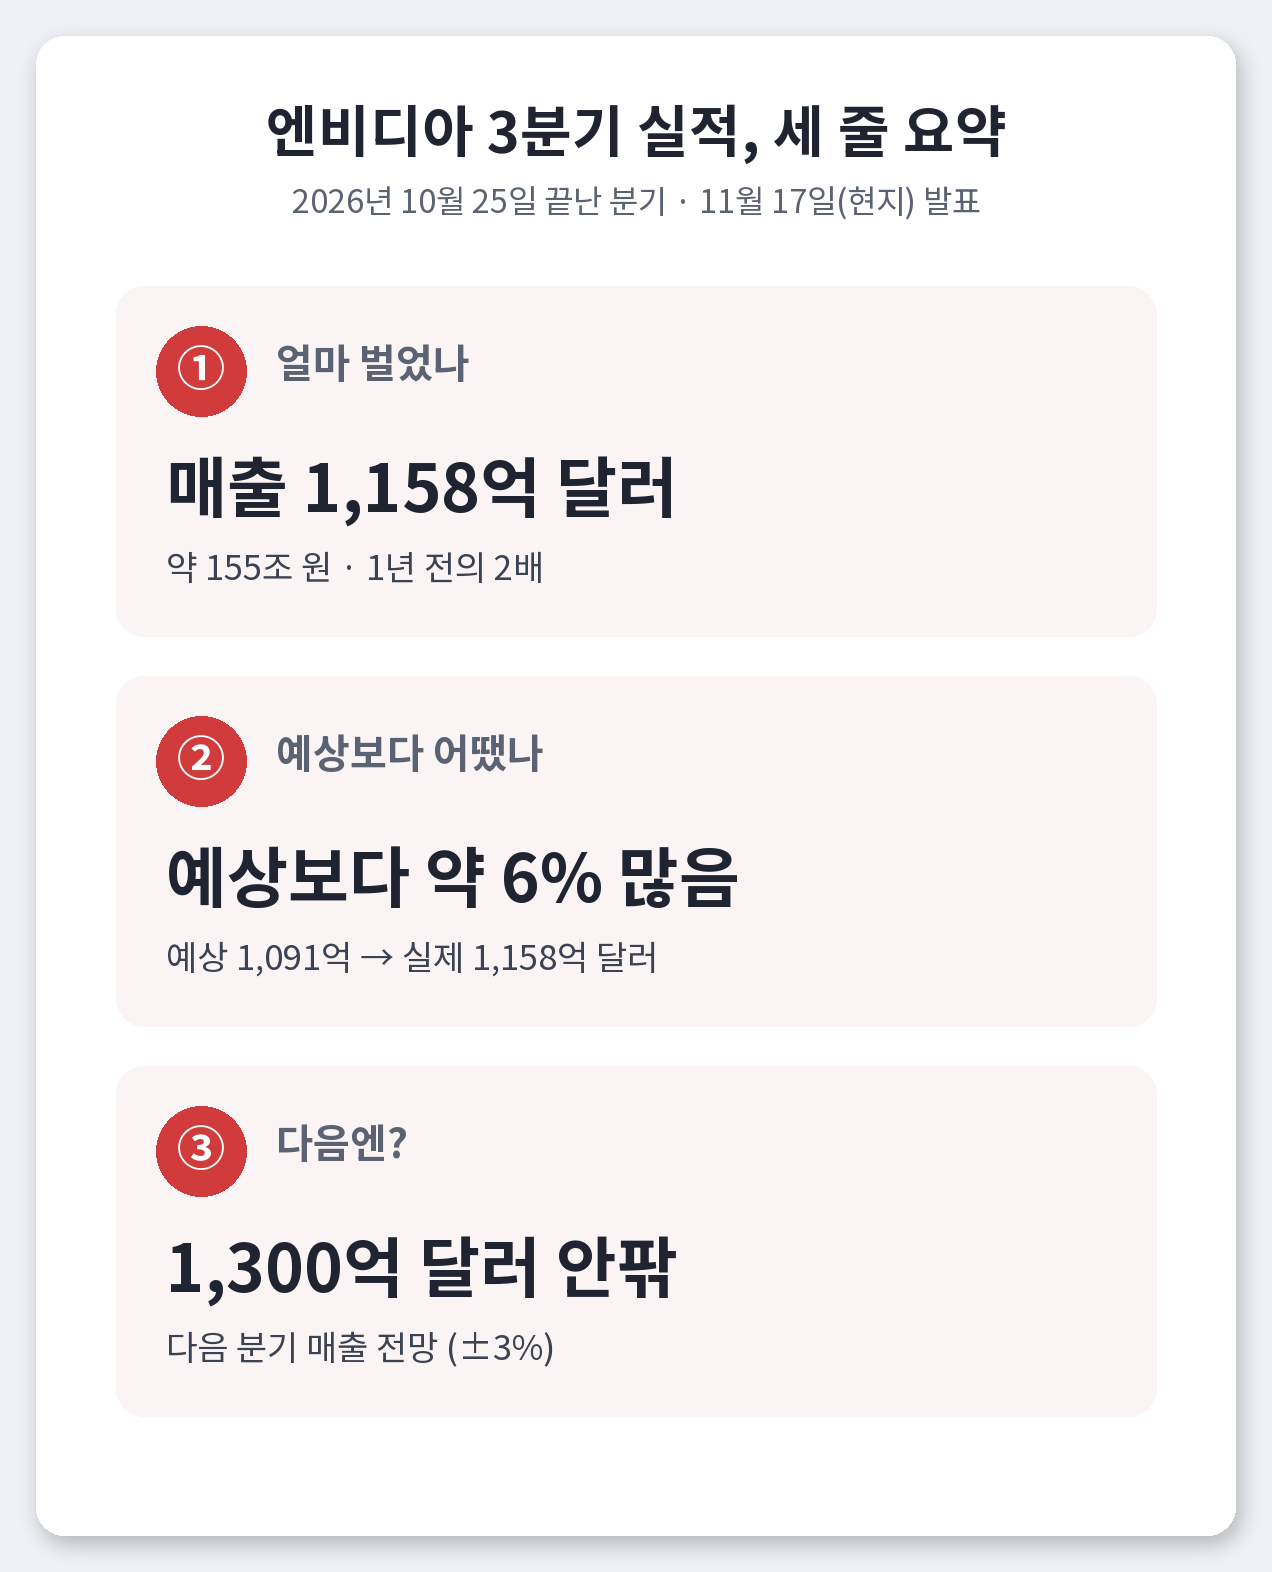 엔비디아 3분기 실적, 세 줄 요약
2026년 10월 25일 끝난 분기 · 11월 17일(현지) 발표
① 얼마 벌었나
매출 1,158억 달러
약 155조 원 · 1년 전의 2배
② 예상보다 어땠나
예상보다 약 6% 많음
예상 1,091억 → 실제 1,158억 달러
③ 다음엔?
1,300억 달러 안팎
다음 분기 매출 전망 (±3%)